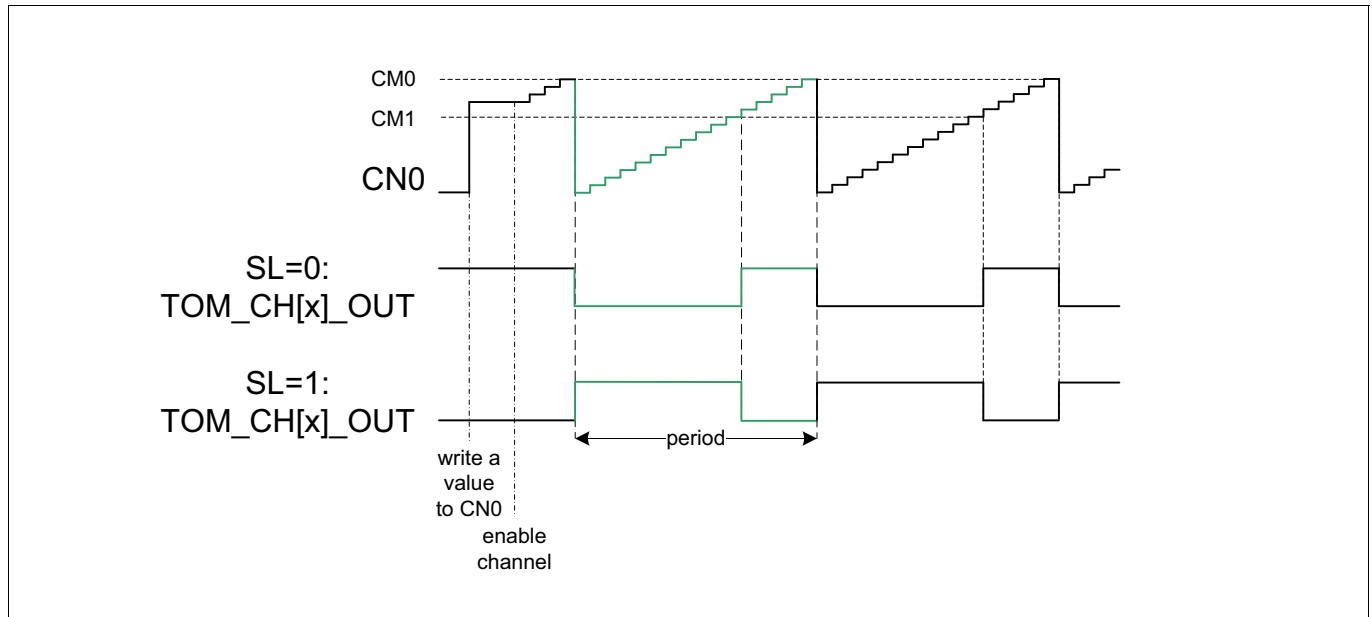 CM0
CM1
CN0
SL=0:
TOM_CH[x]_OUT
SL=1:
TOM_CH[x]_OUT
period
write a
value
to CN0
enable
channel